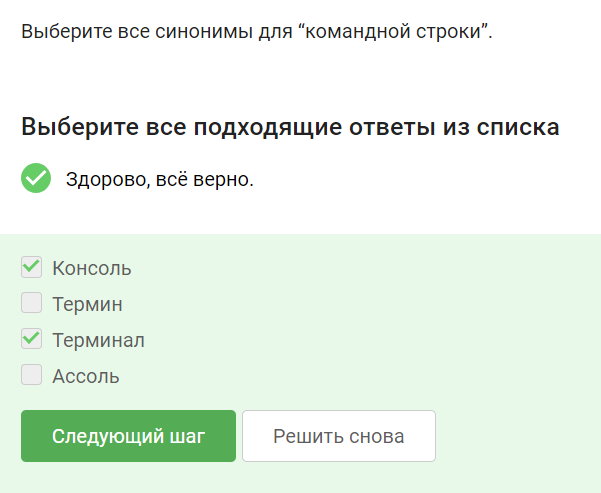 Выберите все синонимы для “командной строки”.
Выберите все подходящие ответы из списка
Здорово, всё верно.
Консоль
Термин
Терминал
Ассоль
Следующий шаг
Решить снова